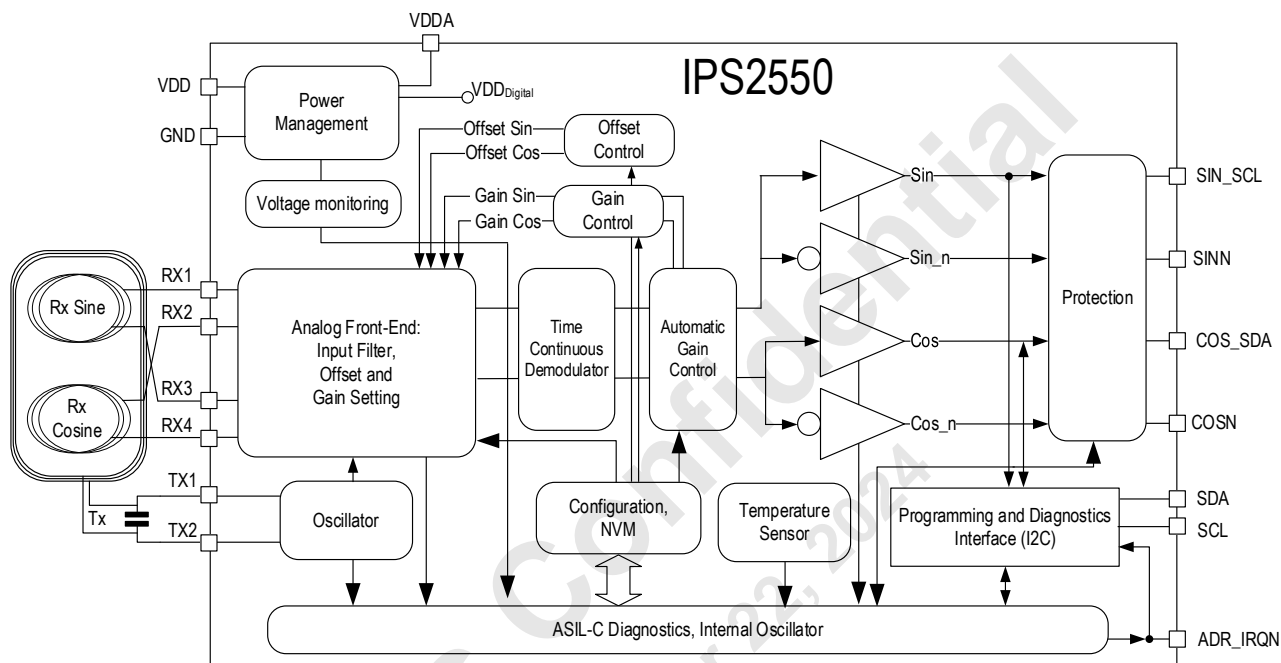 VDDA
IPS2550
VDD
GND
Power
Management
VDDDigital
Offset Sin
Offset Cos
Offset
Control
Voltage monitoring
Gain Sin
Gain Cos
Gain
Control
Sin
SIN_SCL
Sin_n
SINN
Protection
Rx Sine
RX1
RX2
Analog Front-End:
Input Filter,
Offset and
Gain Setting
Time
Continuous
Demodulator
Automatic
Gain
Control
Cos
COS_SDA
Rx
Cosine
RX3
RX4
Cos_n
COSN
Tx
TX1
TX2
Oscillator
Configuration,
NVM
Temperature
Sensor
Programming and Diagnostics
Interface (I2C)
SDA
SCL
ASIL-C Diagnostics, Internal Oscillator
ADR_IRQN
Confidential
22, 2024